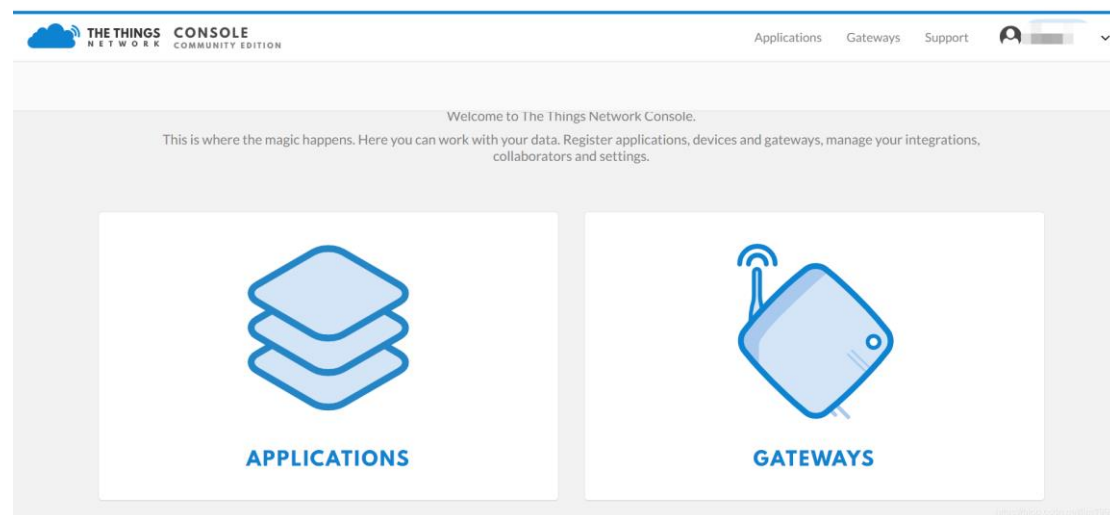 THE THINGS CONSOLE
NETWORK COMMUNITY EDITION
Applications Gateways Support
Welcome to The Things Network Console.
This is where the magic happens. Here you can work with your data. Register applications, devices and gateways, manage your integrations,
collaborators and settings.
APPLICATIONS
GATEWAYS